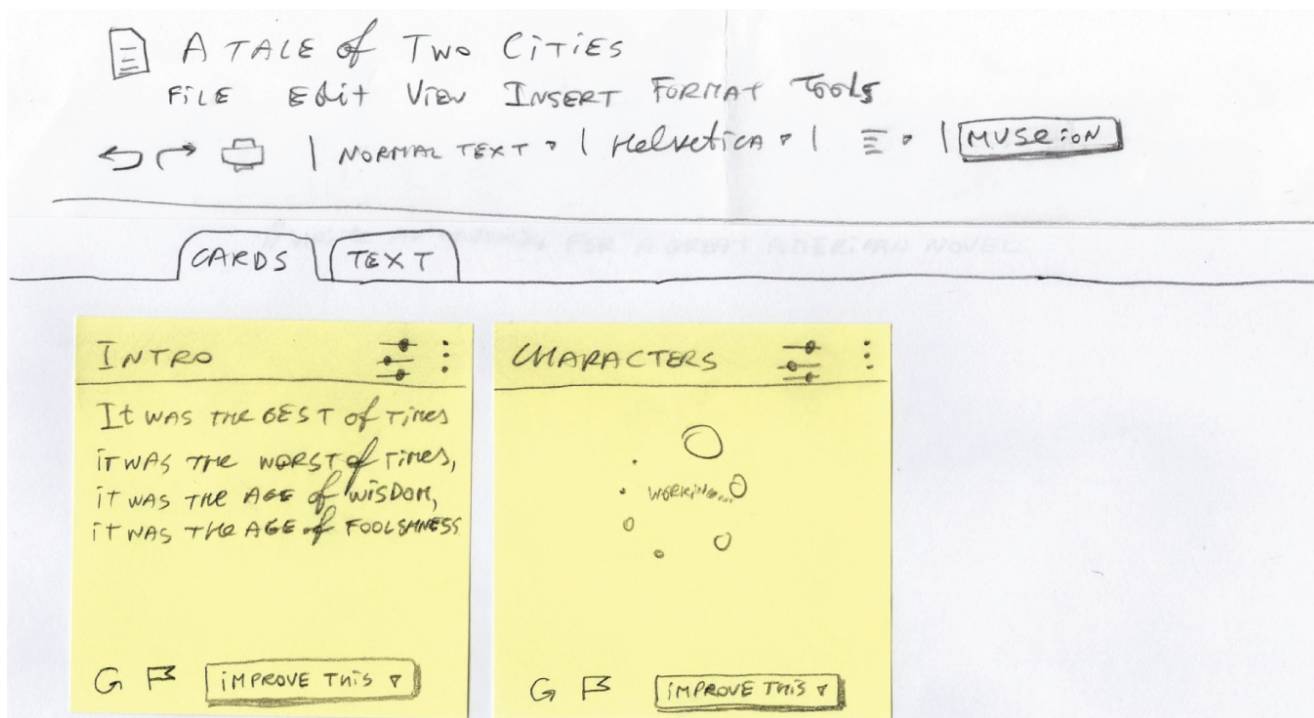 A TALE of Two CiTiES
FiLE Edit View INSERT FORMAT Tools
NORMAL TEXT Helvetica MUSEiON
CARDS TEXT
INTRO
It WAS THE BEST of TiMES
iT WAS THE WORST of TiMES,
iT WAS THE AGE of WiSDOM,
iT WAS THE AGE of FOOLSHNESS
G iMPROVE THiS
CHARACTERS
WORKiNG...
G iMPROVE THiS